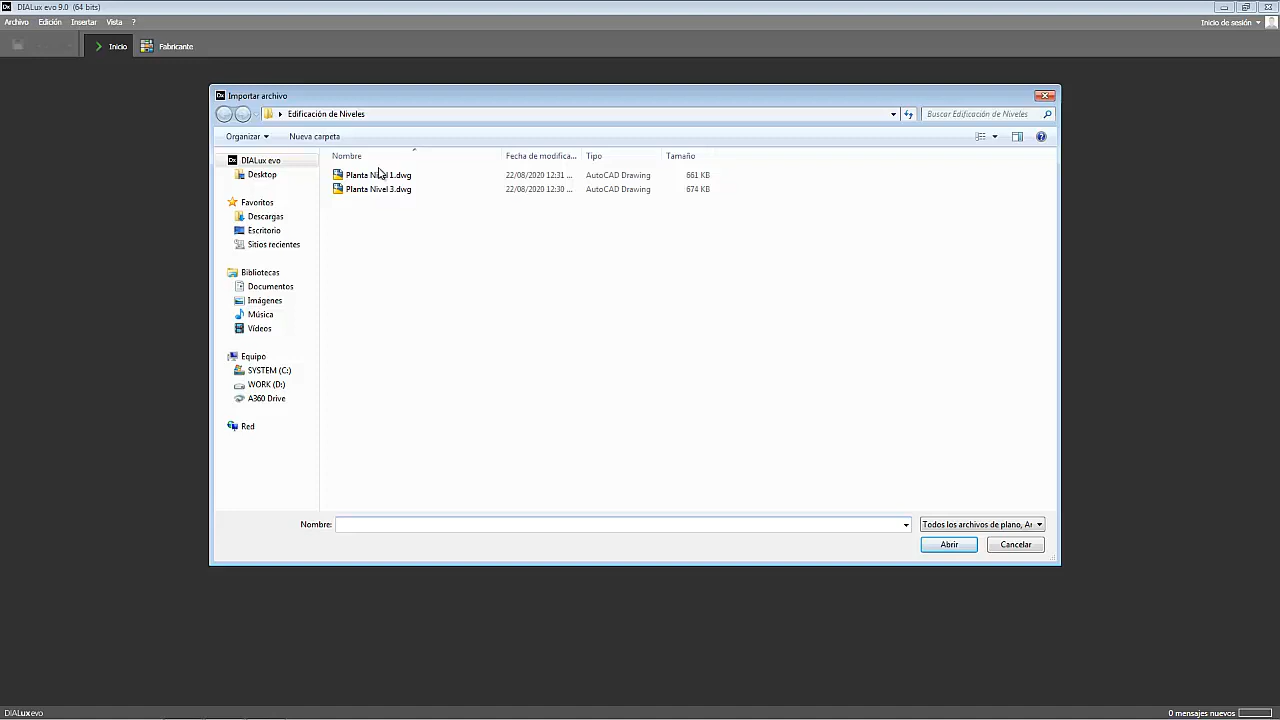 DIALux evo 9.0 (64 bits)
Archivo Edición Insertar Vista ?
Inicio de sesión
Inicio Fabricante
Importar archivo
Edificación de Niveles
Buscar Edificación de Niveles
Organizar Nueva carpeta
Nombre Fecha de modifica... Tipo Tamaño
DIALux evo
Desktop
Planta Nivel 1.dwg 22/08/2020 12:31 ... AutoCAD Drawing 661 KB
Planta Nivel 3.dwg 22/08/2020 12:30 ... AutoCAD Drawing 674 KB
Favoritos
Descargas
Escritorio
Sitios recientes
Bibliotecas
Documentos
Imágenes
Música
Vídeos
Equipo
SYSTEM (C:)
WORK (D:)
A360 Drive
Red
Nombre:
Todos los archivos de plano, Ar
Abrir Cancelar
DIALux evo
0 mensajes nuevos